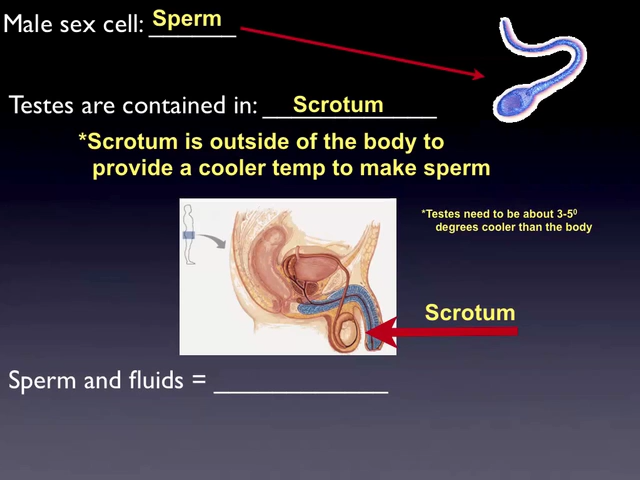 Male sex cell: Sperm
Testes are contained in: Scrotum
*Scrotum is outside of the body to
provide a cooler temp to make sperm
*Testes need to be about 3-5⁰
degrees cooler than the body
Scrotum
Sperm and fluids = ____________